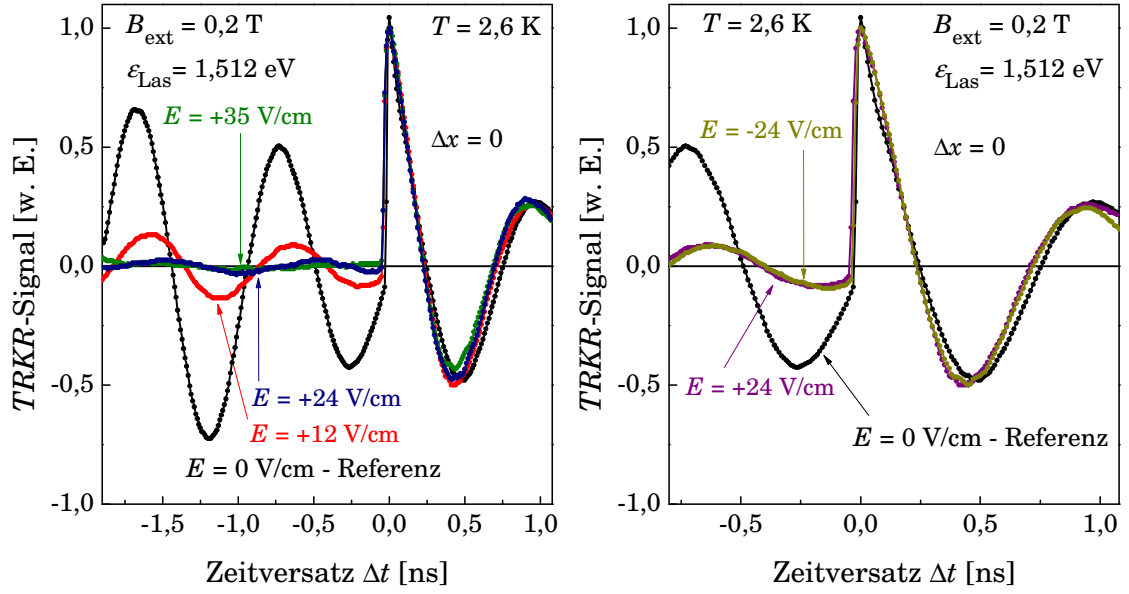 B_ext = 0,2 T
T = 2,6 K
ε_Las = 1,512 eV
E = +35 V/cm
Δx = 0
E = +24 V/cm
E = +12 V/cm
E = 0 V/cm - Referenz
1,0
0,5
0,0
-0,5
-1,0
TRKR-Signal [w. E.]
-1,5
-1,0
-0,5
0,0
0,5
1,0
Zeitversatz Δt [ns]
T = 2,6 K
B_ext = 0,2 T
ε_Las = 1,512 eV
E = -24 V/cm
Δx = 0
E = +24 V/cm
E = 0 V/cm - Referenz
1,0
0,5
0,0
-0,5
-1,0
TRKR-Signal [w. E.]
-0,5
0,0
0,5
1,0
Zeitversatz Δt [ns]